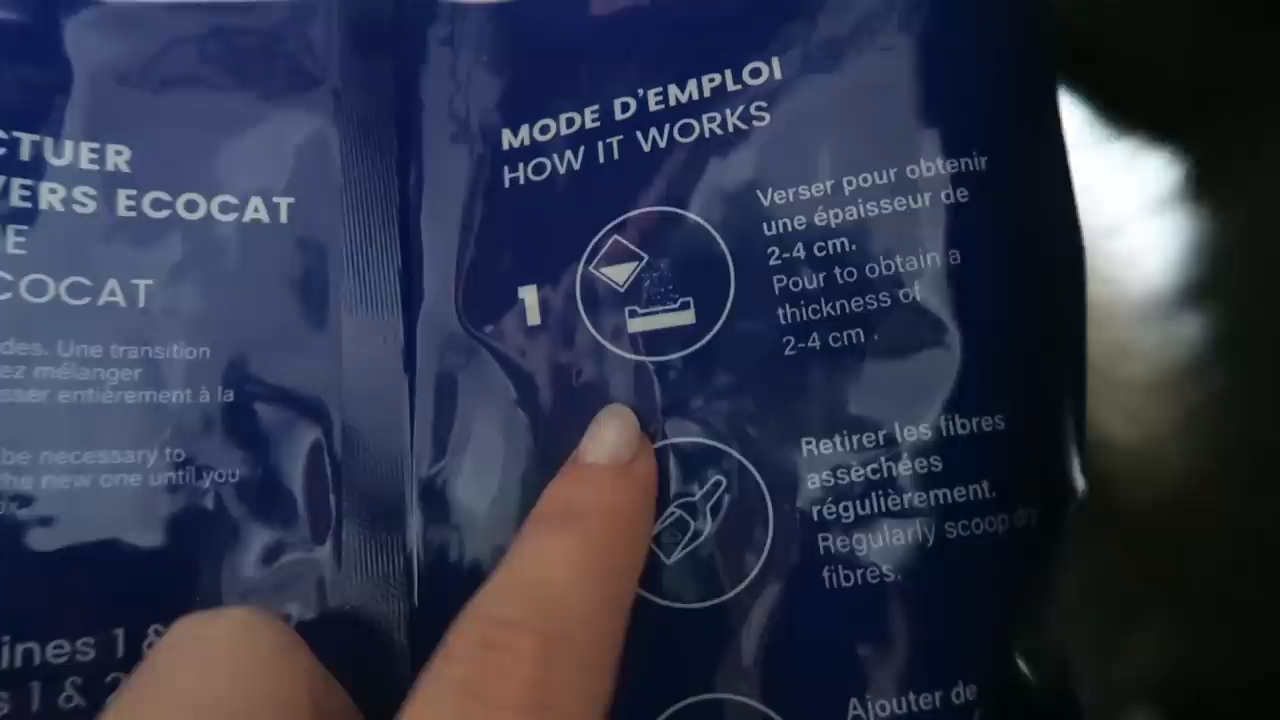 CTUER
VERS ECOCAT
E
COCAT
des. Une transition
ez mélanger
sser entièrement à la
be necessary to
he new one until you
ines 1 &
s 1 & 2
MODE D'EMPLOI
HOW IT WORKS
1
Verser pour obtenir
une épaisseur de
2-4 cm.
Pour to obtain a
thickness of
2-4 cm .
Retirer les fibres
asséchées
régulièrement.
Regularly scoop dry
fibres.
Ajouter de